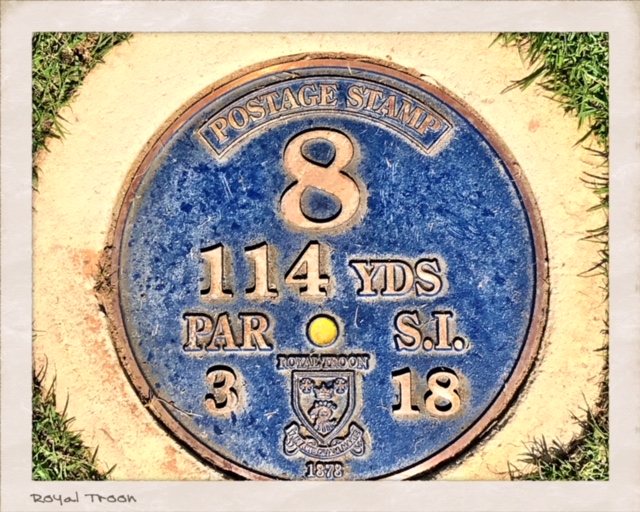 POSTAGE STAMP
8
114 YDS
PAR S.I.
3 18
ROYAL TROON
1878
Royal Troon